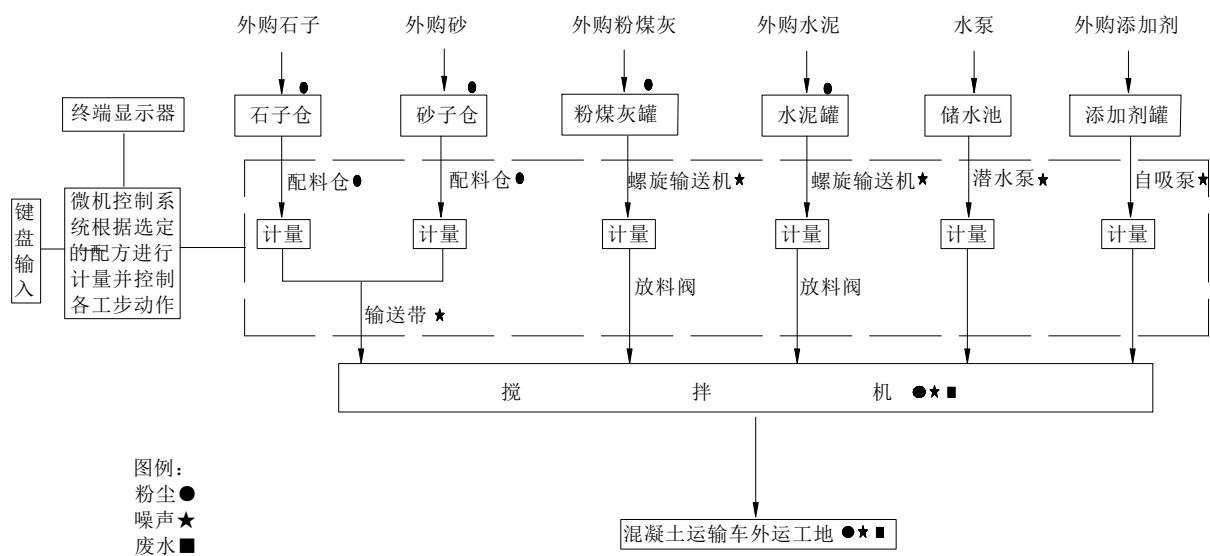 外购石子
外购砂
外购粉煤灰
外购水泥
水泵
外购添加剂
终端显示器
石子仓
砂子仓
粉煤灰罐
水泥罐
储水池
添加剂罐
配料仓●
配料仓●
螺旋输送机★
螺旋输送机★
潜水泵★
自吸泵★
键
盘
输
入
微机控制系
统根据选定
的配方进行
计量并控制
各工步动作
计量
计量
计量
计量
计量
计量
放料阀
放料阀
输送带★
搅拌机●★■
图例：
粉尘●
噪声★
废水■
混凝土运输车外运工地●★■